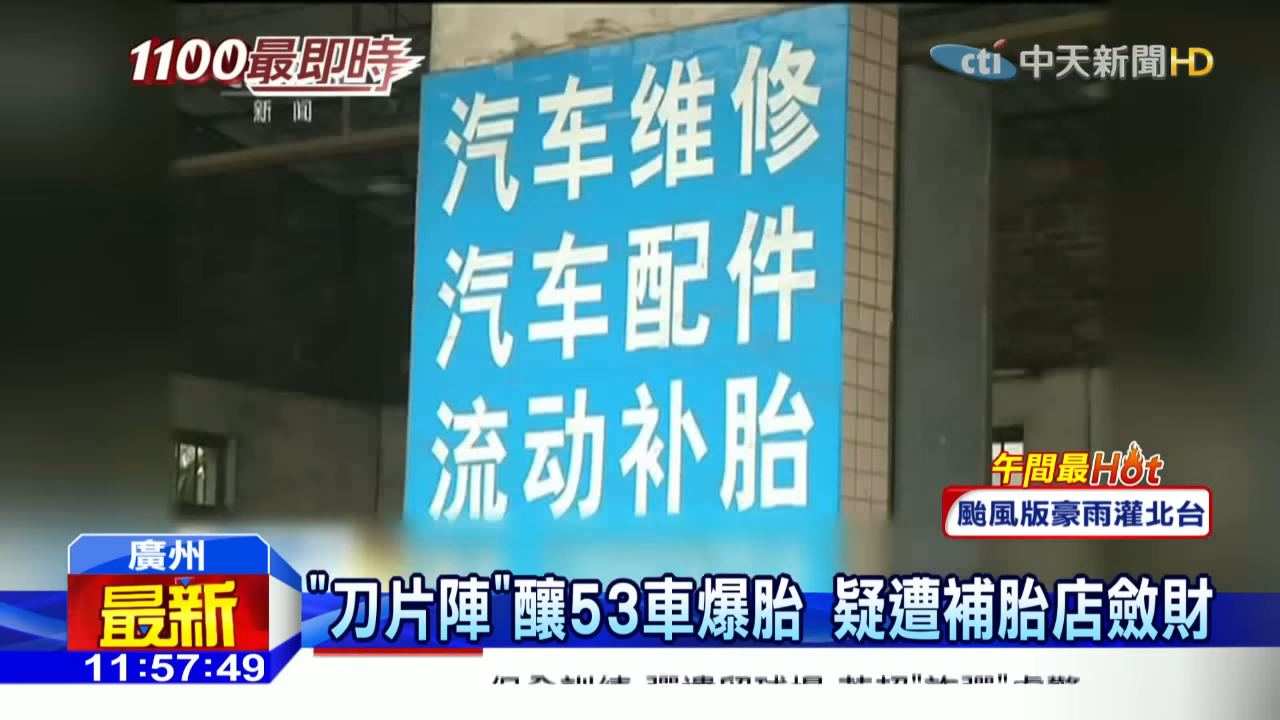 1100最即時
新闻
cti 中天新聞HD
汽车维修
汽车配件
流动补胎
午間最Hot
颱風版豪雨灌北台
廣州
最新
11:57:49
"刀片陣"釀53車爆胎 疑遭補胎店斂財